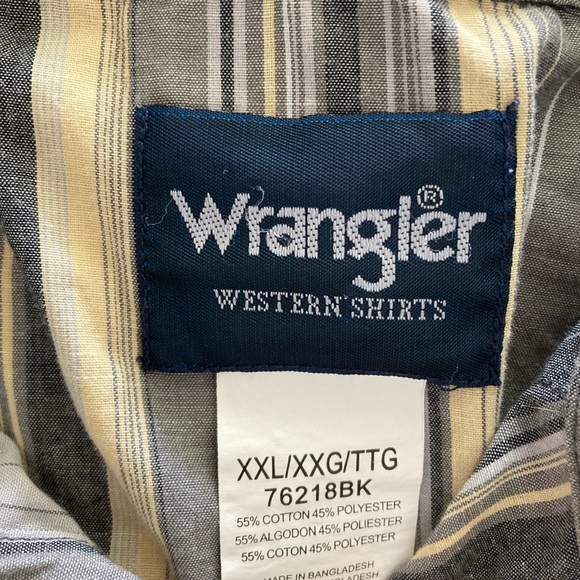 Wrangler®
WESTERN SHIRTS
XXL/XXG/TTG
76218BK
55% COTTON 45% POLYESTER
55% ALGODON 45% POLIESTER
55% COTON 45% POLYESTER
MADE IN BANGLADESH
BANGLADESH